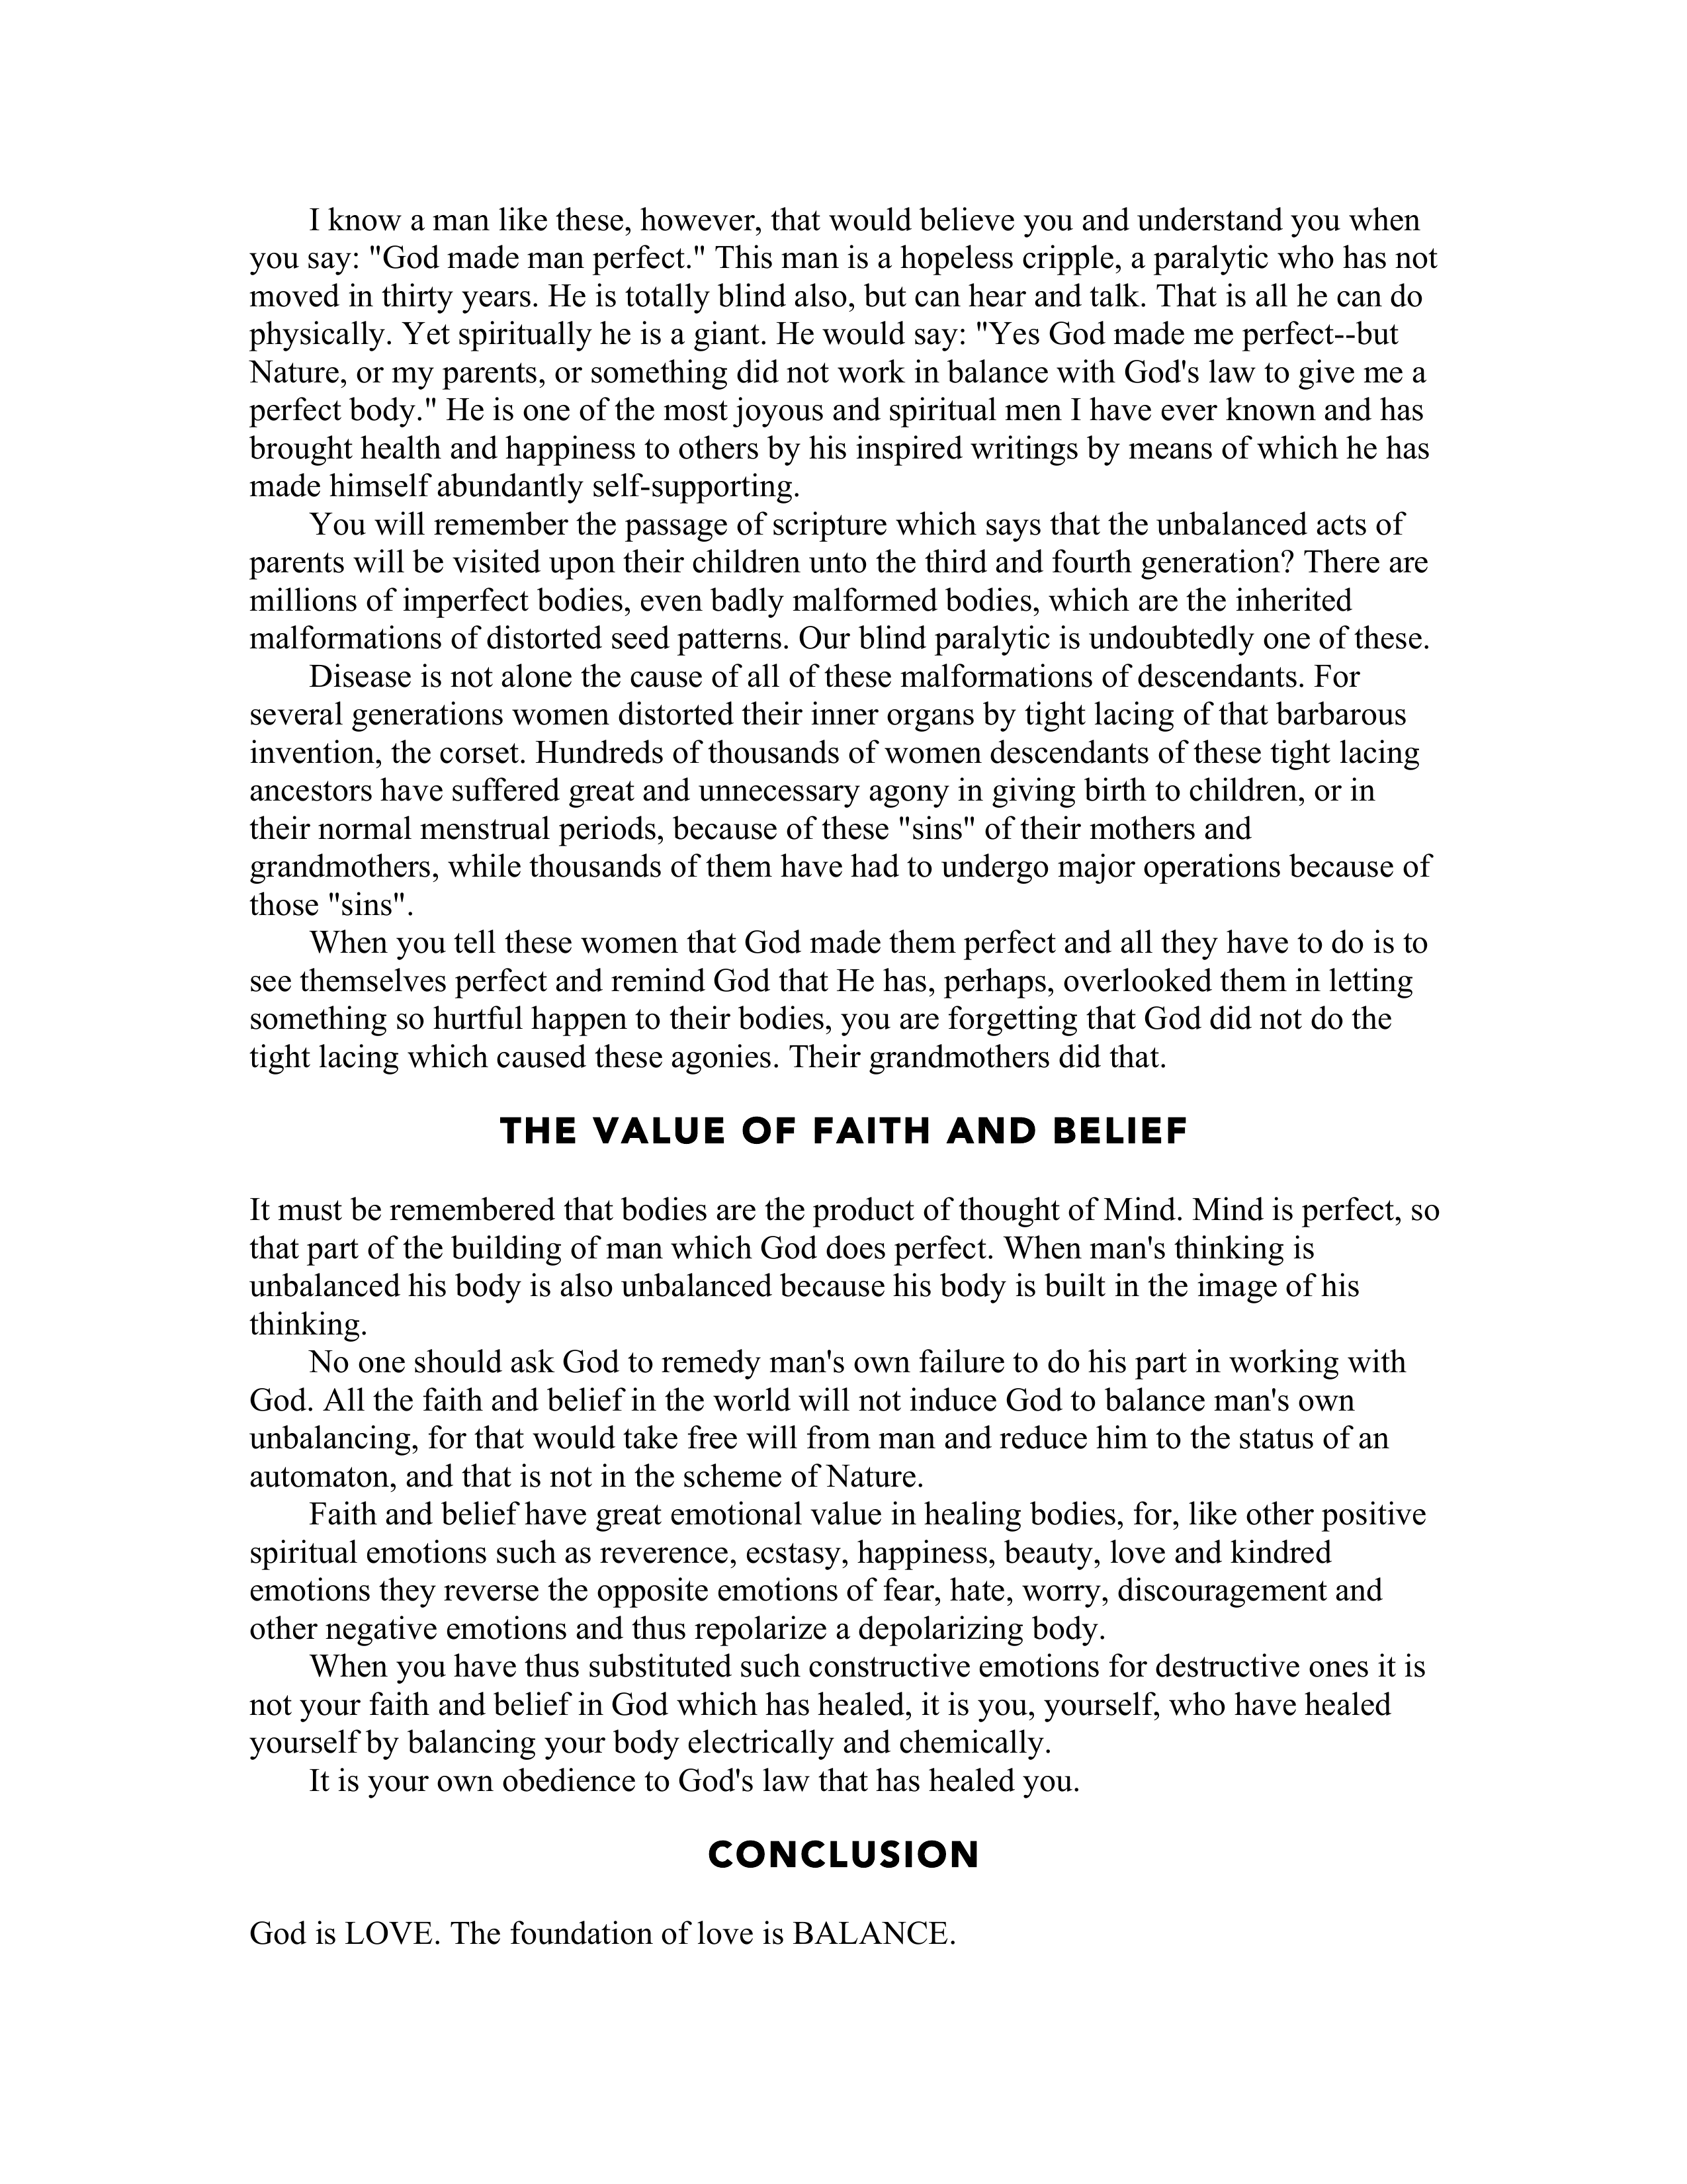 I know a man like these, however, that would believe you and understand you when
you say: "God made man perfect." This man is a hopeless cripple, a paralytic who has not
moved in thirty years. He is totally blind also, but can hear and talk. That is all he can do
physically. Yet spiritually he is a giant. He would say: "Yes God made me perfect--but
Nature, or my parents, or something did not work in balance with God's law to give me a
perfect body." He is one of the most joyous and spiritual men I have ever known and has
brought health and happiness to others by his inspired writings by means of which he has
made himself abundantly self-supporting.
You will remember the passage of scripture which says that the unbalanced acts of
parents will be visited upon their children unto the third and fourth generation? There are
millions of imperfect bodies, even badly malformed bodies, which are the inherited
malformations of distorted seed patterns. Our blind paralytic is undoubtedly one of these.
Disease is not alone the cause of all of these malformations of descendants. For
several generations women distorted their inner organs by tight lacing of that barbarous
invention, the corset. Hundreds of thousands of women descendants of these tight lacing
ancestors have suffered great and unnecessary agony in giving birth to children, or in
their normal menstrual periods, because of these "sins" of their mothers and
grandmothers, while thousands of them have had to undergo major operations because of
those "sins".
When you tell these women that God made them perfect and all they have to do is to
see themselves perfect and remind God that He has, perhaps, overlooked them in letting
something so hurtful happen to their bodies, you are forgetting that God did not do the
tight lacing which caused these agonies. Their grandmothers did that.
THE VALUE OF FAITH AND BELIEF
It must be remembered that bodies are the product of thought of Mind. Mind is perfect, so
that part of the building of man which God does perfect. When man's thinking is
unbalanced his body is also unbalanced because his body is built in the image of his
thinking.
No one should ask God to remedy man's own failure to do his part in working with
God. All the faith and belief in the world will not induce God to balance man's own
unbalancing, for that would take free will from man and reduce him to the status of an
automaton, and that is not in the scheme of Nature.
Faith and belief have great emotional value in healing bodies, for, like other positive
spiritual emotions such as reverence, ecstasy, happiness, beauty, love and kindred
emotions they reverse the opposite emotions of fear, hate, worry, discouragement and
other negative emotions and thus repolarize a depolarizing body.
When you have thus substituted such constructive emotions for destructive ones it is
not your faith and belief in God which has healed, it is you, yourself, who have healed
yourself by balancing your body electrically and chemically.
It is your own obedience to God's law that has healed you.
CONCLUSION
God is LOVE. The foundation of love is BALANCE.